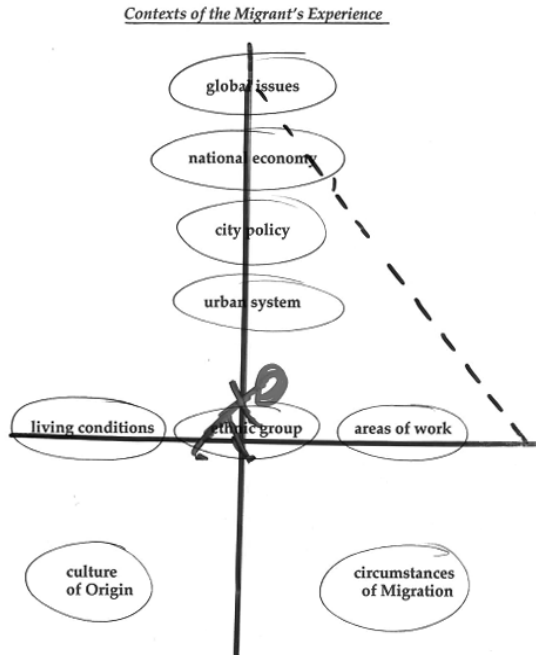 Contexts of the Migrant's Experience
global issues
national economy
city policy
urban system
living conditions
ethnic group
areas of work
culture
of Origin
circumstances
of Migration